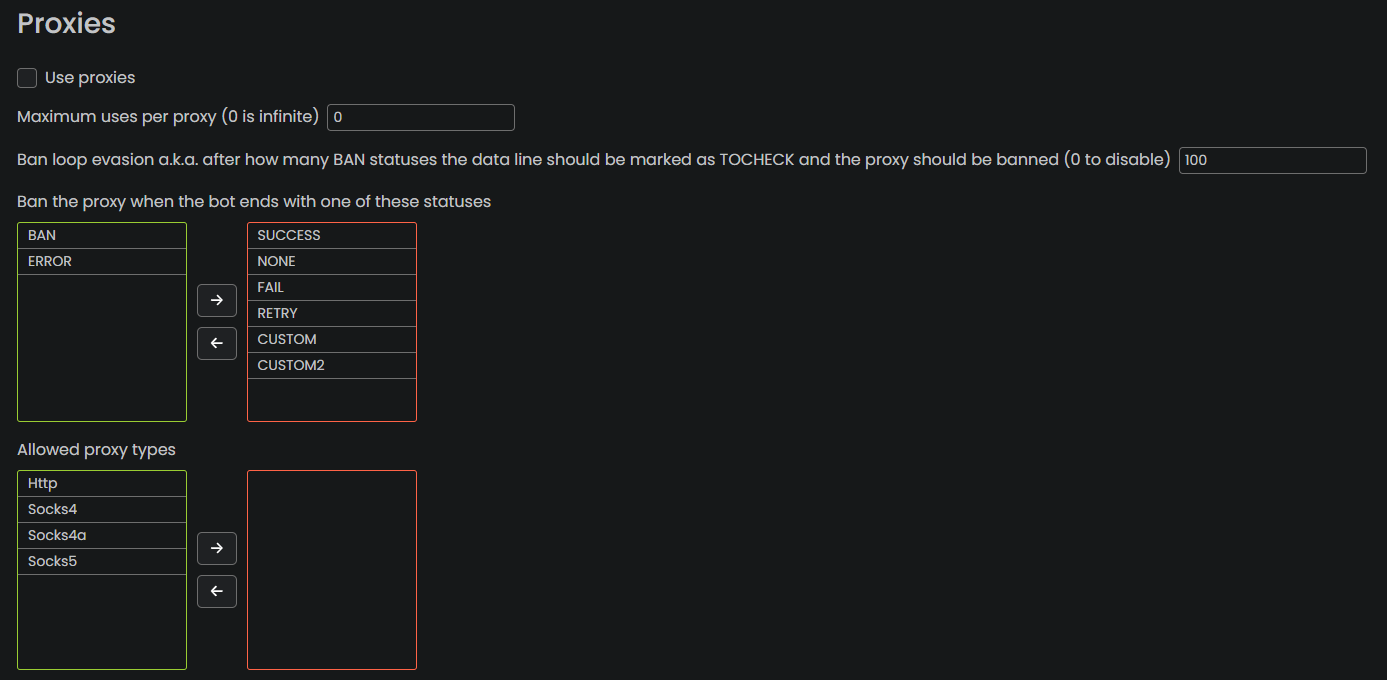 Proxies
Use proxies
Maximum uses per proxy (0 is infinite) 0
Ban loop evasion a.k.a. after how many BAN statuses the data line should be marked as TOCHECK and the proxy should be banned (0 to disable) 100
Ban the proxy when the bot ends with one of these statuses
BAN SUCCESS
ERROR NONE
FAIL
RETRY
CUSTOM
CUSTOM2
Allowed proxy types
Http
Socks4
Socks4a
Socks5